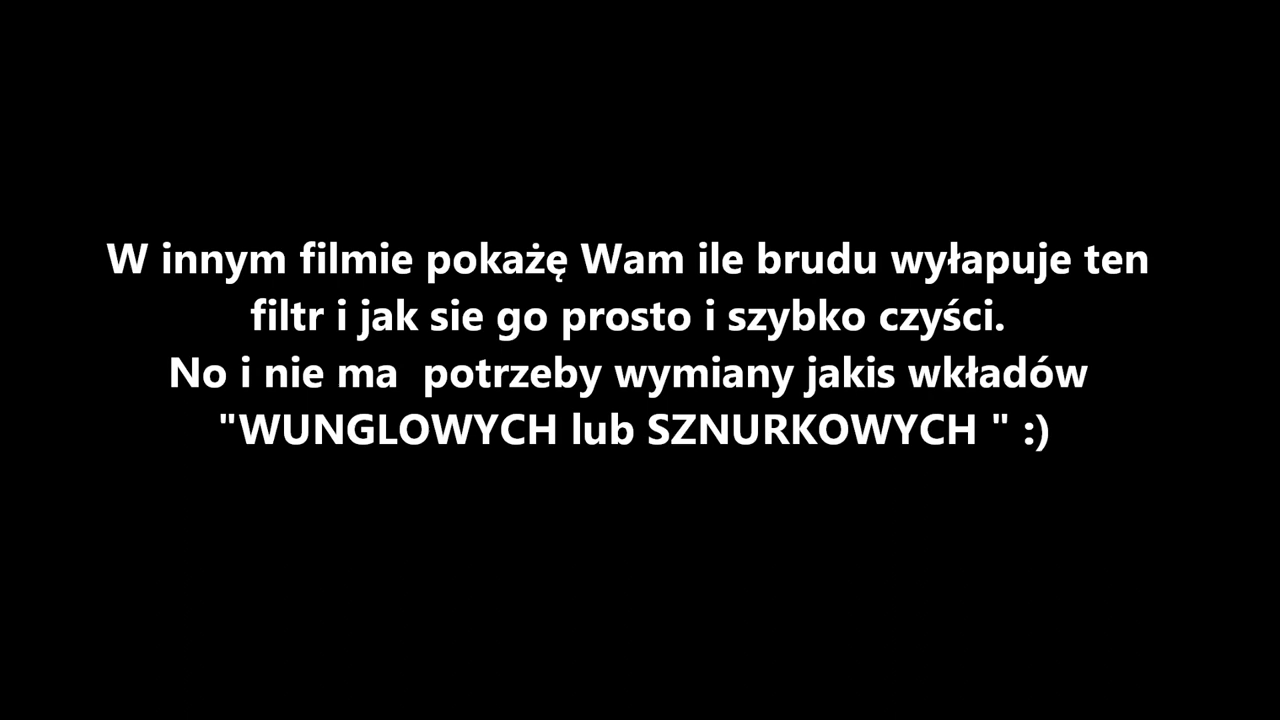 W innym filmie pokażę Wam ile brudu wyłapuje ten
filtr i jak sie go prosto i szybko czyści.
No i nie ma  potrzeby wymiany jakis wkładów
"WUNGLOWYCH lub SZNURKOWYCH " :)